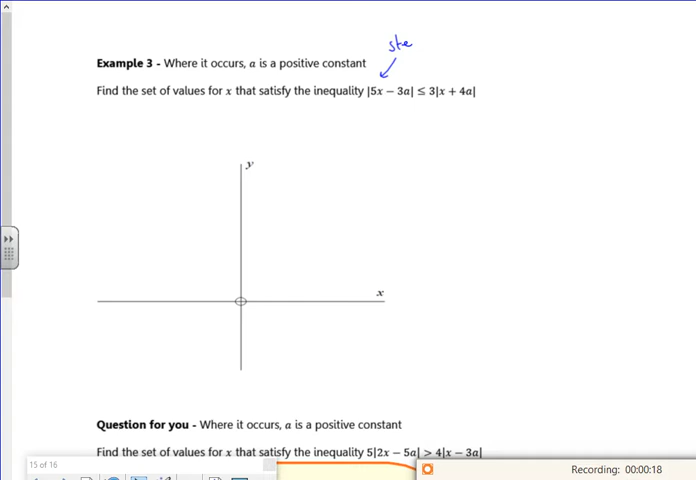 ste
Example 3 - Where it occurs, a is a positive constant
Find the set of values for x that satisfy the inequality |5x − 3a| ≤ 3|x + 4a|
y
x
Question for you - Where it occurs, a is a positive constant
Find the set of values for x that satisfy the inequality 5|2x − 5a| > 4|x − 3a|
15 of 16
Recording: 00:00:18